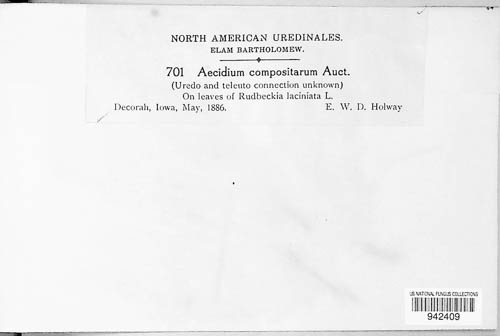 NORTH AMERICAN UREDINALES.
ELAM BARTHOLOMEW.
701 Aecidium compositarum Auct.
(Uredo and teleuto connection unknown)
On leaves of Rudbeckia laciniata L.
Decorah, Iowa, May, 1886. E. W. D. Holway
US NATIONAL FUNGUS COLLECTIONS
942409